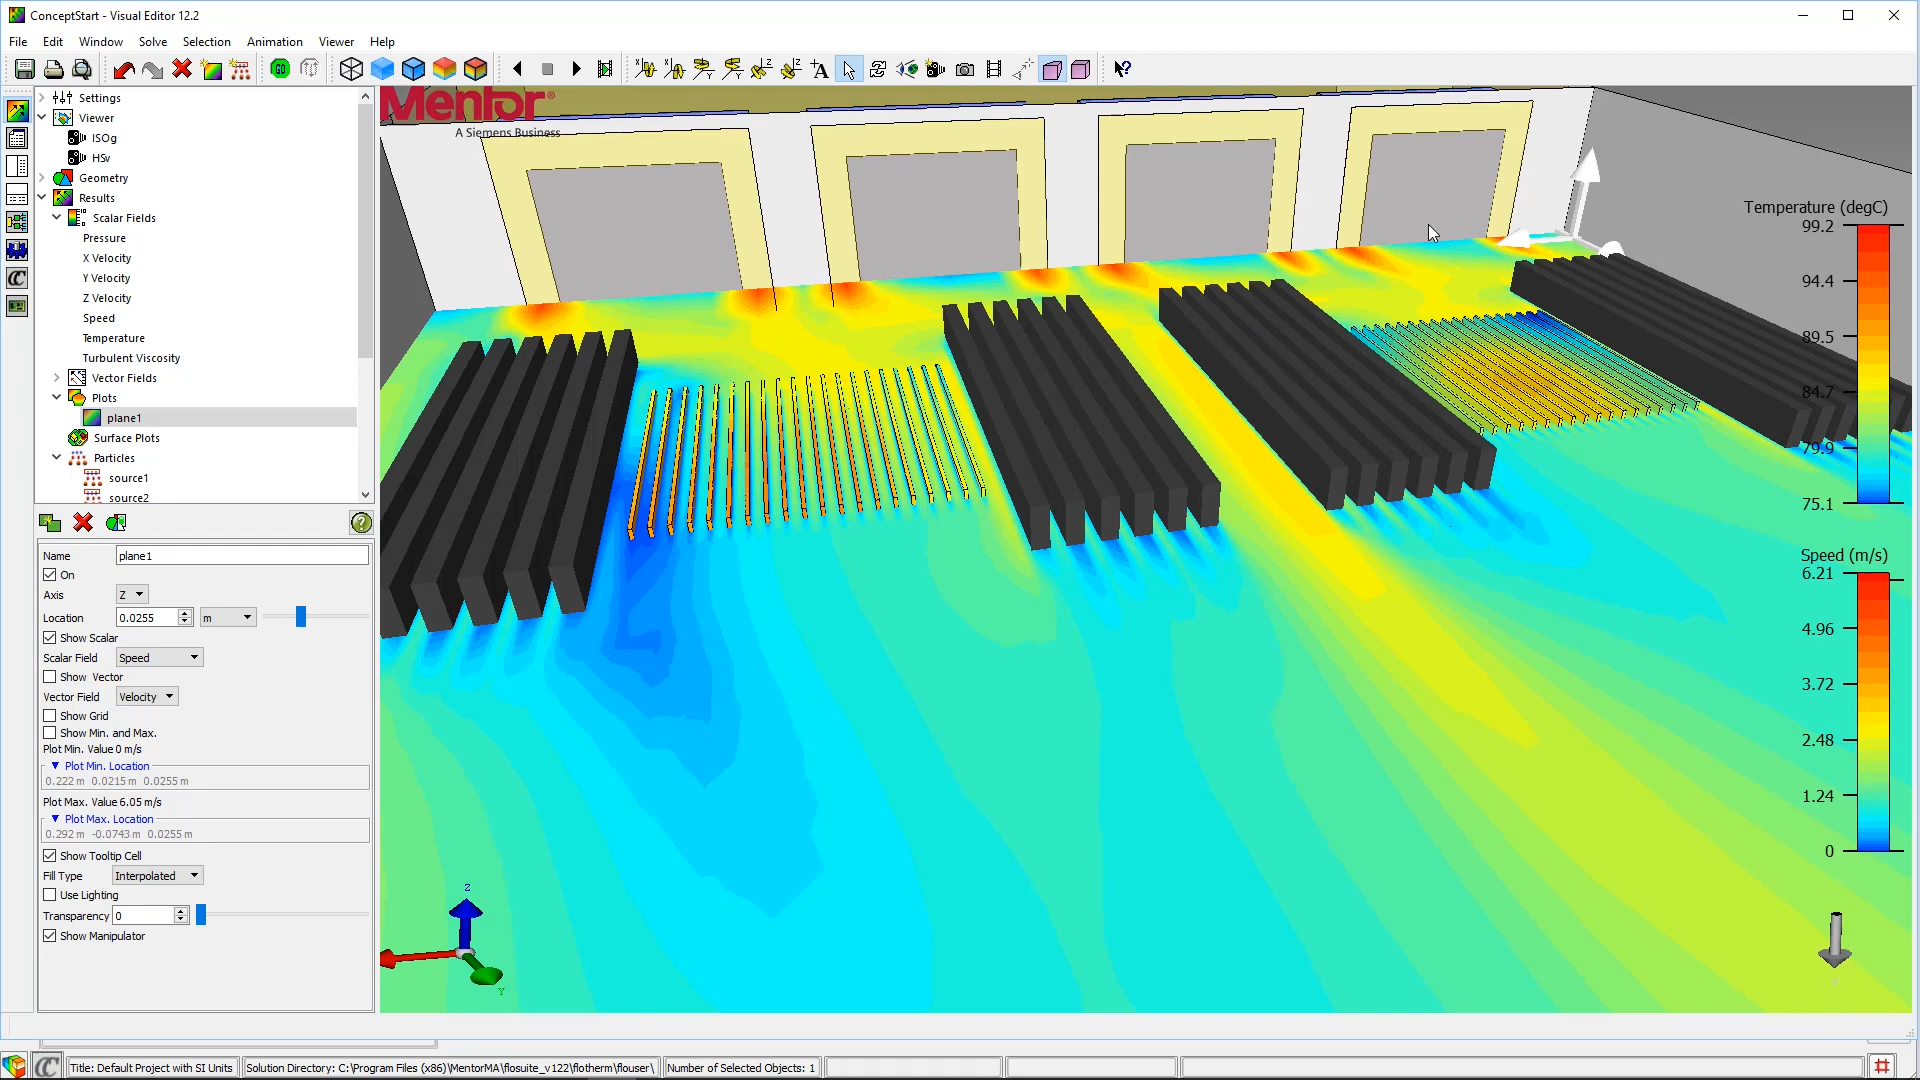 ConceptStart - Visual Editor 12.2
File Edit Window Solve Selection Animation Viewer Help
Settings
Viewer
ISOg
HSv
Geometry
Results
Scalar Fields
Pressure
X Velocity
Y Velocity
Z Velocity
Speed
Temperature
Turbulent Viscosity
Vector Fields
Plots
plane1
Surface Plots
Particles
source1
source2
Name plane1
On
Axis Z
Location 0.0255 m
Show Scalar
Scalar Field Speed
Show Vector
Vector Field Velocity
Show Grid
Show Min. and Max.
Plot Min. Value 0 m/s
Plot Min. Location
0.222 m 0.0215 m 0.0255 m
Plot Max. Value 6.05 m/s
Plot Max. Location
0.292 m -0.0743 m 0.0255 m
Show Tooltip Cell
Fill Type Interpolated
Use Lighting
Transparency 0
Show Manipulator
Mentor®
A Siemens Business
Temperature (degC)
99.2
94.4
89.5
84.7
79.9
75.1
Speed (m/s)
6.21
4.96
3.72
2.48
1.24
0
Z
Y
Title: Default Project with SI Units Solution Directory: C:\Program Files (x86)\MentorMA\flosuite_v122\flotherm\flouser\ Number of Selected Objects: 1